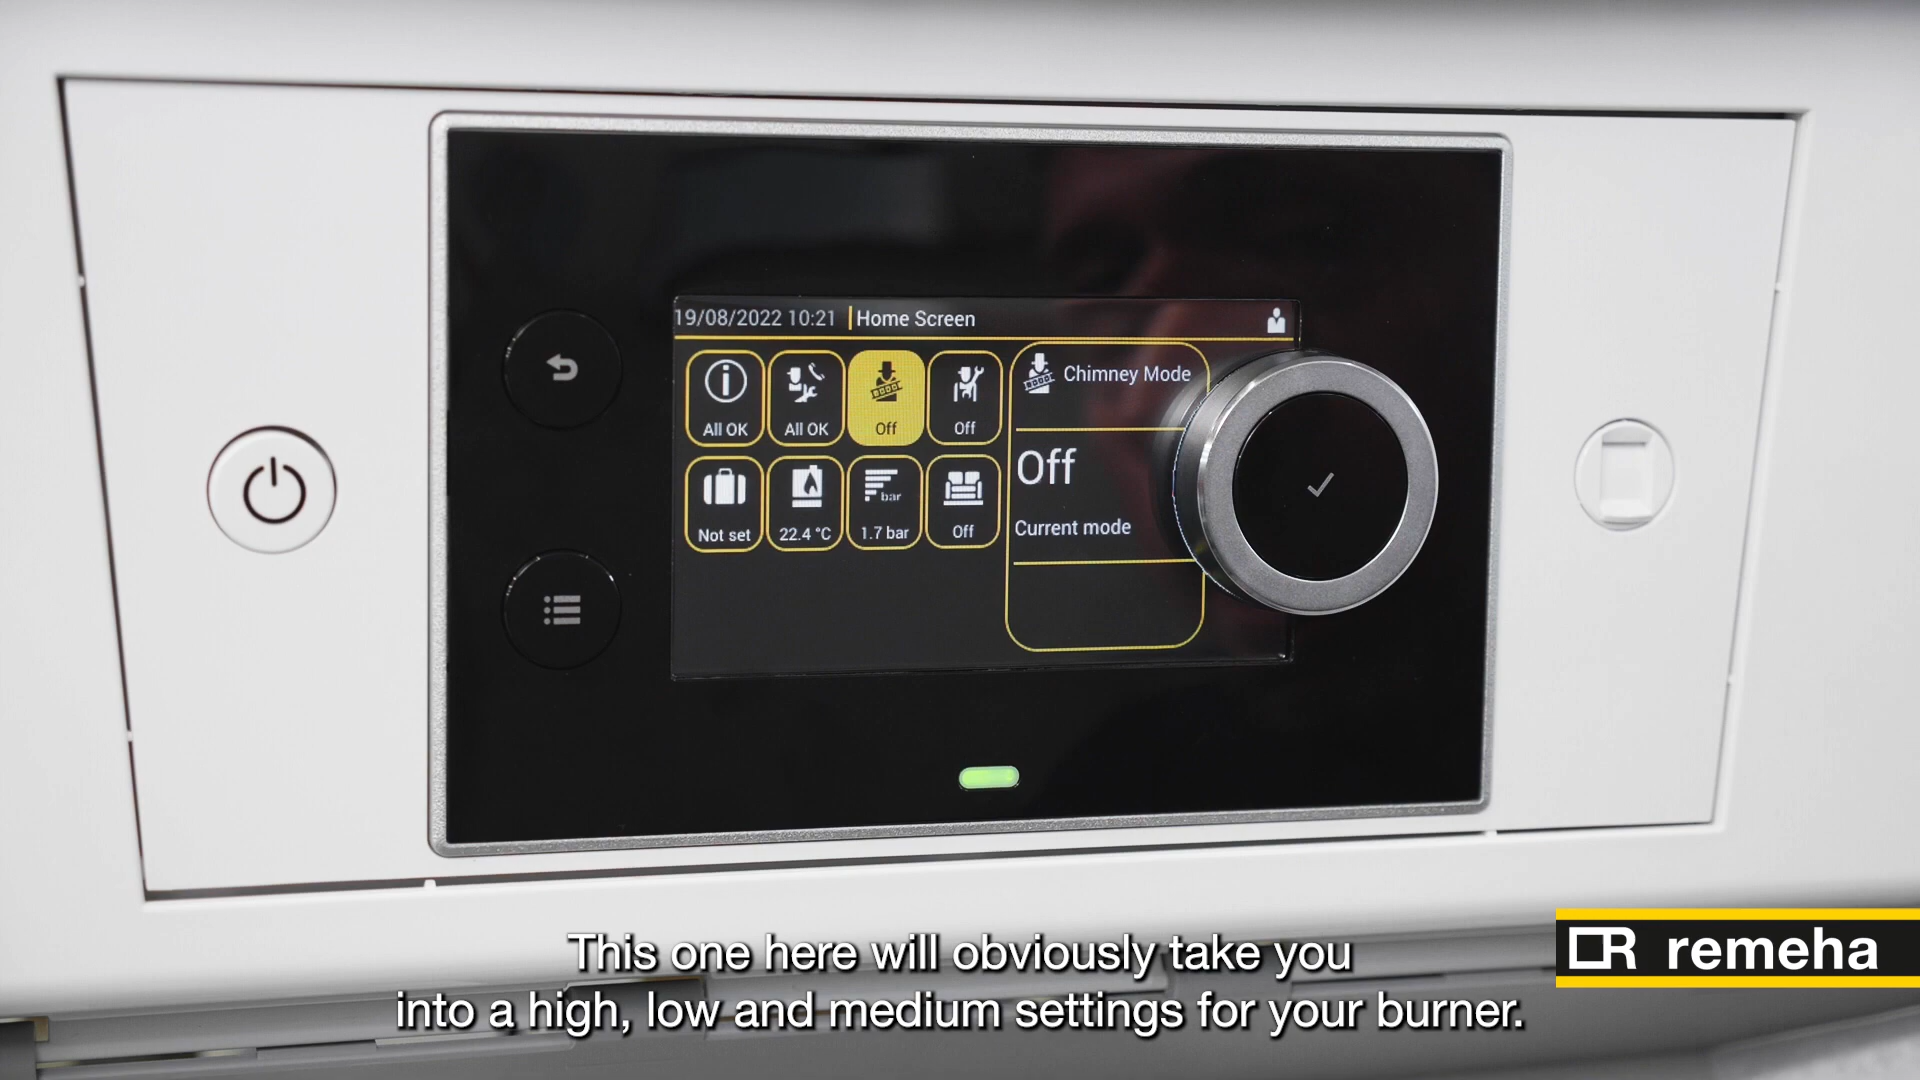 19/08/2022 10:21 Home Screen
All OK
All OK
Off
Off
Chimney Mode
Off
Current mode
Not set
22.4 °C
bar
1.7 bar
Off
This one here will obviously take you
into a high, low and medium settings for your burner.
remeha